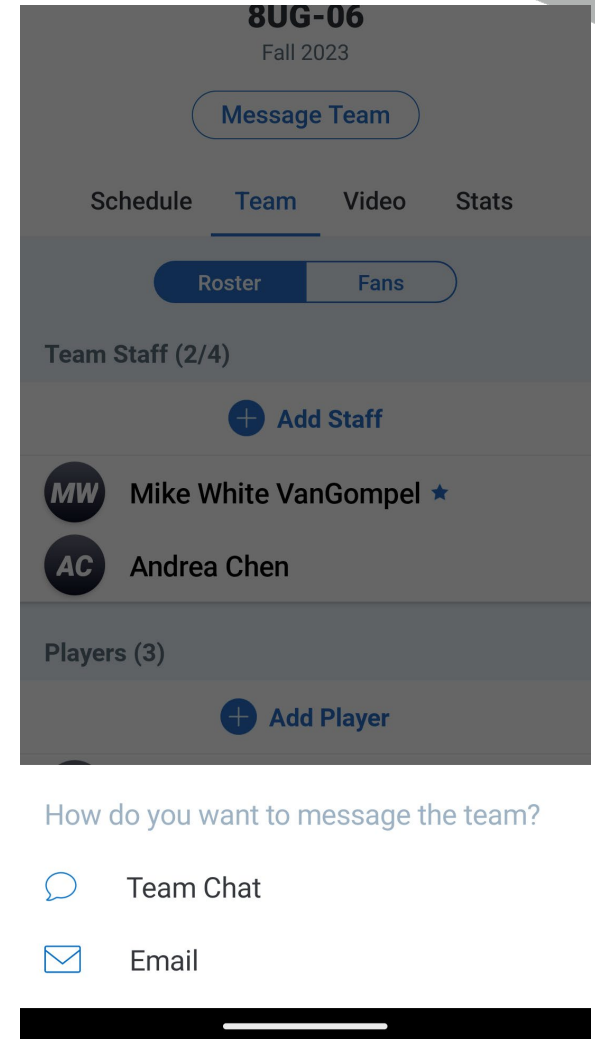 8UG-06
Fall 2023
Message Team
Schedule Team Video Stats
Roster Fans
Team Staff (2/4)
Add Staff
MW Mike White VanGompel
AC Andrea Chen
Players (3)
Add Player
How do you want to message the team?
Team Chat
Email